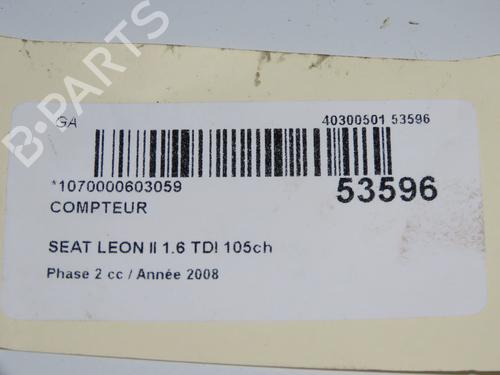 GA
40300501 53596
*1070000603059
53596
COMPTEUR
SEAT LEON II 1.6 TDI 105ch
Phase 2 cc / Année 2008
B-PARTS